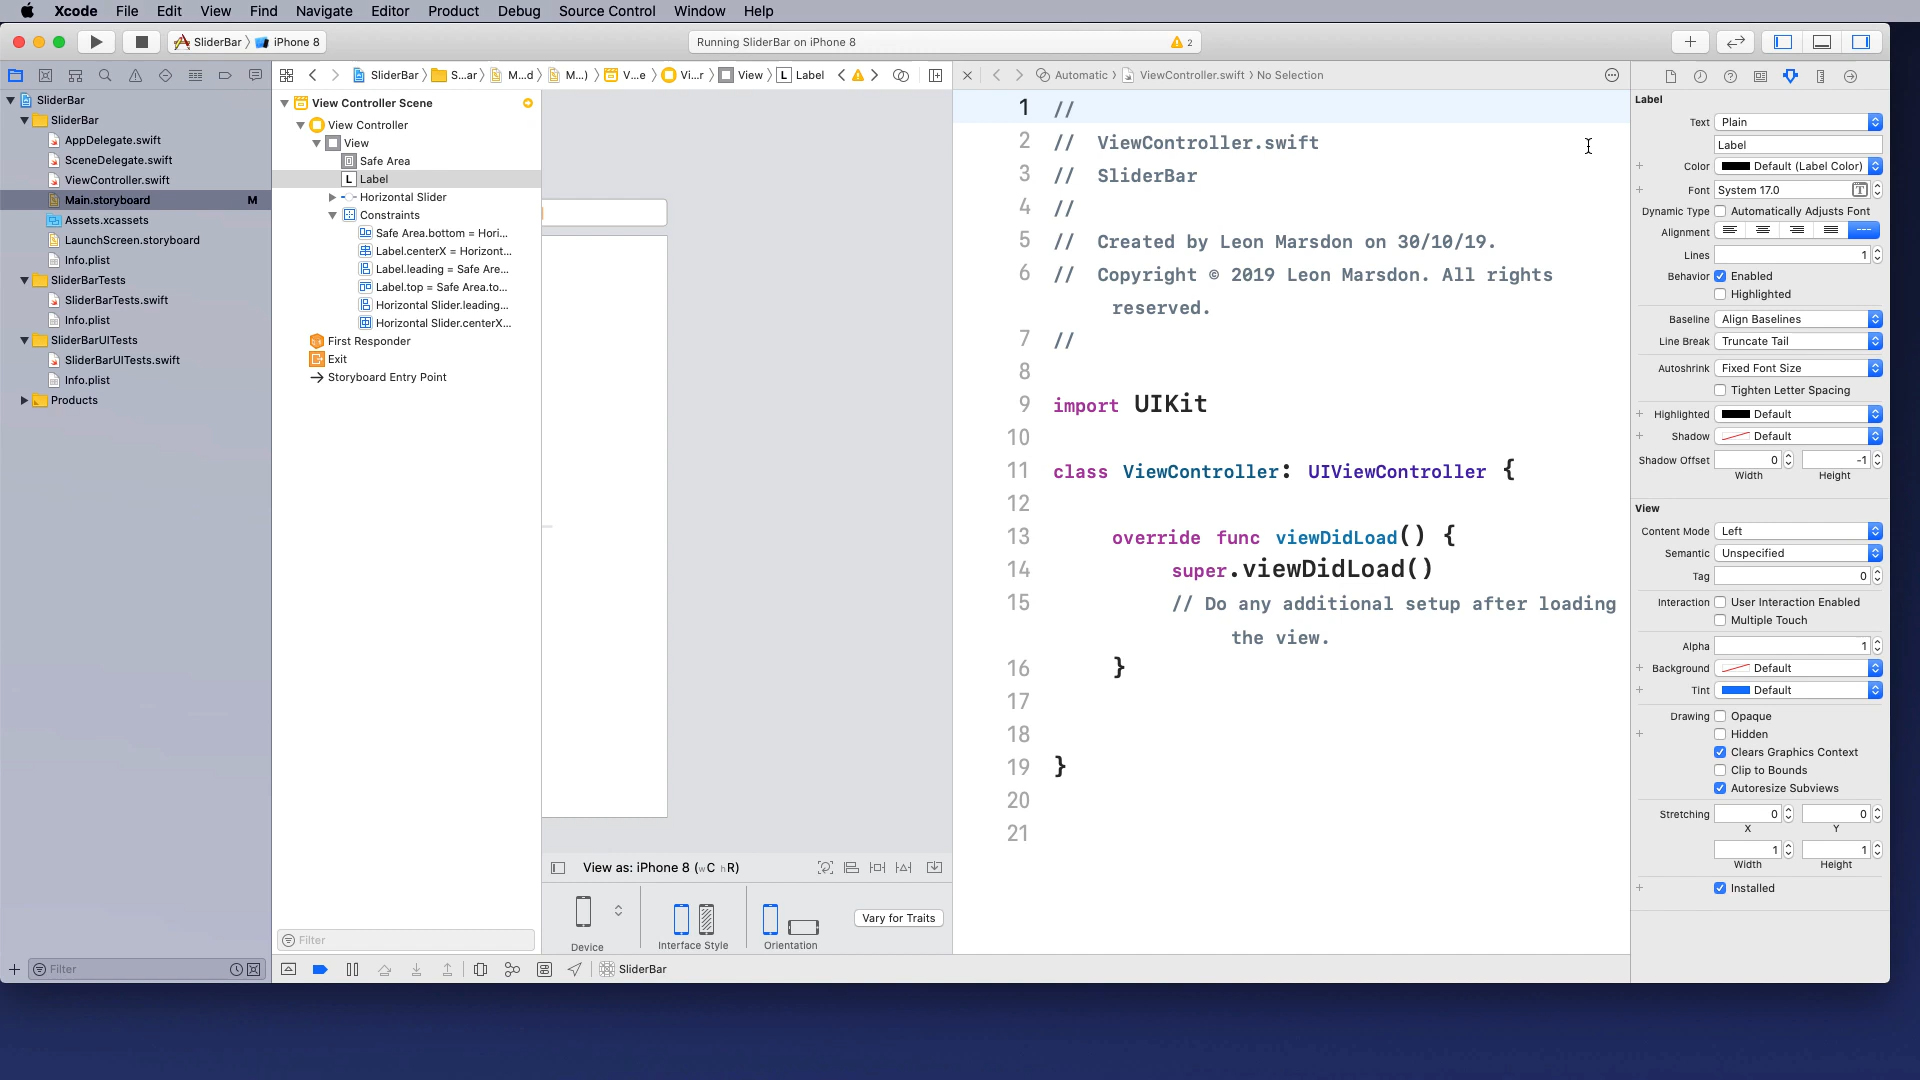 Xcode File Edit View Find Navigate Editor Product Debug Source Control Window Help
SliderBar iPhone 8
Running SliderBar on iPhone 8
2
SliderBar S...ar M...d M...) V...e Vi...r View L Label
Automatic ViewController.swift No Selection
SliderBar
SliderBar
AppDelegate.swift
SceneDelegate.swift
ViewController.swift
Main.storyboard M
Assets.xcassets
LaunchScreen.storyboard
Info.plist
SliderBarTests
SliderBarTests.swift
Info.plist
SliderBarUITests
SliderBarUITests.swift
Info.plist
Products
Filter
View Controller Scene
View Controller
View
Safe Area
L Label
Horizontal Slider
Constraints
Safe Area.bottom = Hori...
Label.centerX = Horizont...
Label.leading = Safe Are...
Label.top = Safe Area.to...
Horizontal Slider.leading...
Horizontal Slider.centerX...
First Responder
Exit
Storyboard Entry Point
Filter
View as: iPhone 8 (wC hR)
Device
Interface Style
Orientation
Vary for Traits
SliderBar
1 //
2 // ViewController.swift
3 // SliderBar
4 //
5 // Created by Leon Marsdon on 30/10/19.
6 // Copyright © 2019 Leon Marsdon. All rights
reserved.
7 //
8
9 import UIKit
10
11 class ViewController: UIViewController {
12
13 override func viewDidLoad() {
14 super.viewDidLoad()
15 // Do any additional setup after loading
the view.
16 }
17
18
19 }
20
21
Label
Text Plain
Label
Color Default (Label Color)
Font System 17.0 T
Dynamic Type Automatically Adjusts Font
Alignment
Lines 1
Behavior Enabled
Highlighted
Baseline Align Baselines
Line Break Truncate Tail
Autoshrink Fixed Font Size
Tighten Letter Spacing
Highlighted Default
Shadow Default
Shadow Offset 0 -1
Width Height
View
Content Mode Left
Semantic Unspecified
Tag 0
Interaction User Interaction Enabled
Multiple Touch
Alpha 1
Background Default
Tint Default
Drawing Opaque
Hidden
Clears Graphics Context
Clip to Bounds
Autoresize Subviews
Stretching 0 0
X Y
1 1
Width Height
Installed